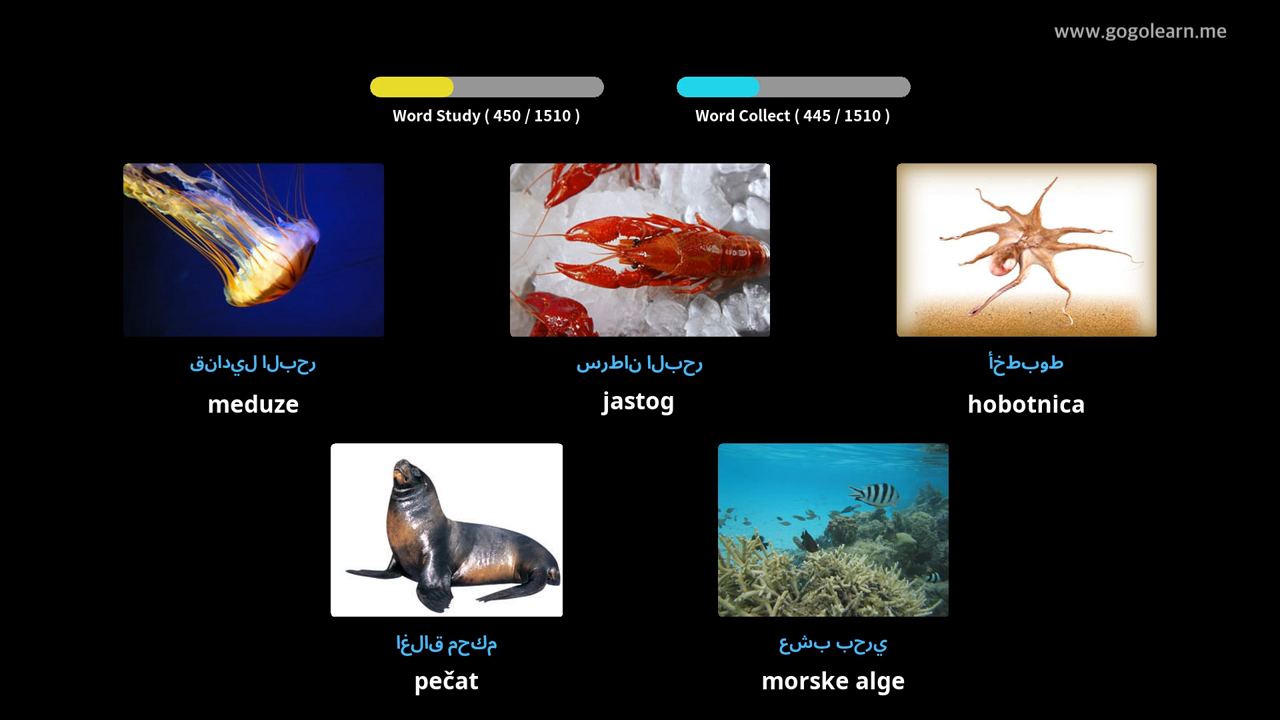 www.gogolearn.me
Word Study ( 450 / 1510 )
Word Collect ( 445 / 1510 )
قناديل البحر
meduze
سرطان البحر
jastog
أخطبوط
hobotnica
اغلاق محكم
pečat
عشب بحري
morske alge